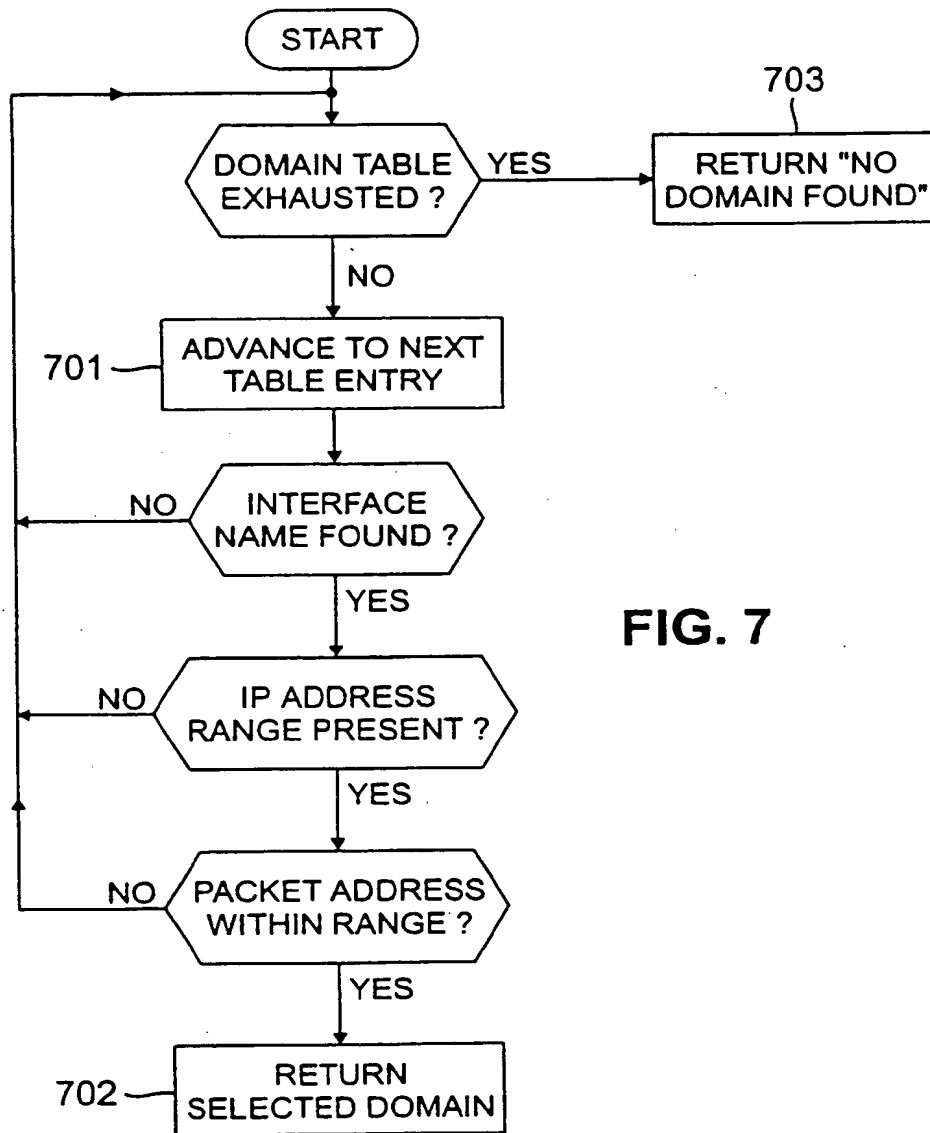 START
DOMAIN TABLE
EXHAUSTED ?
YES
703
RETURN "NO
DOMAIN FOUND"
NO
701
ADVANCE TO NEXT
TABLE ENTRY
NO
INTERFACE
NAME FOUND ?
YES
FIG. 7
NO
IP ADDRESS
RANGE PRESENT ?
YES
NO
PACKET ADDRESS
WITHIN RANGE ?
YES
702
RETURN
SELECTED DOMAIN